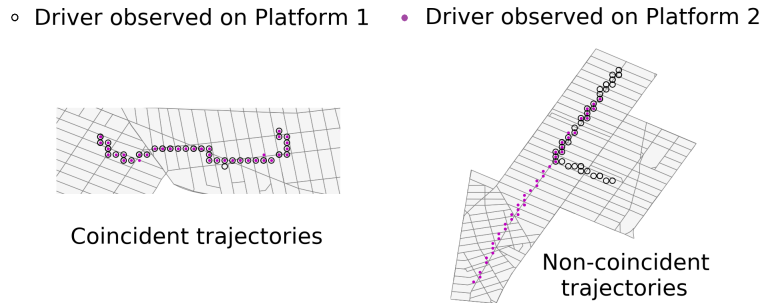 Driver observed on Platform 1
Driver observed on Platform 2
Coincident trajectories
Non-coincident
trajectories